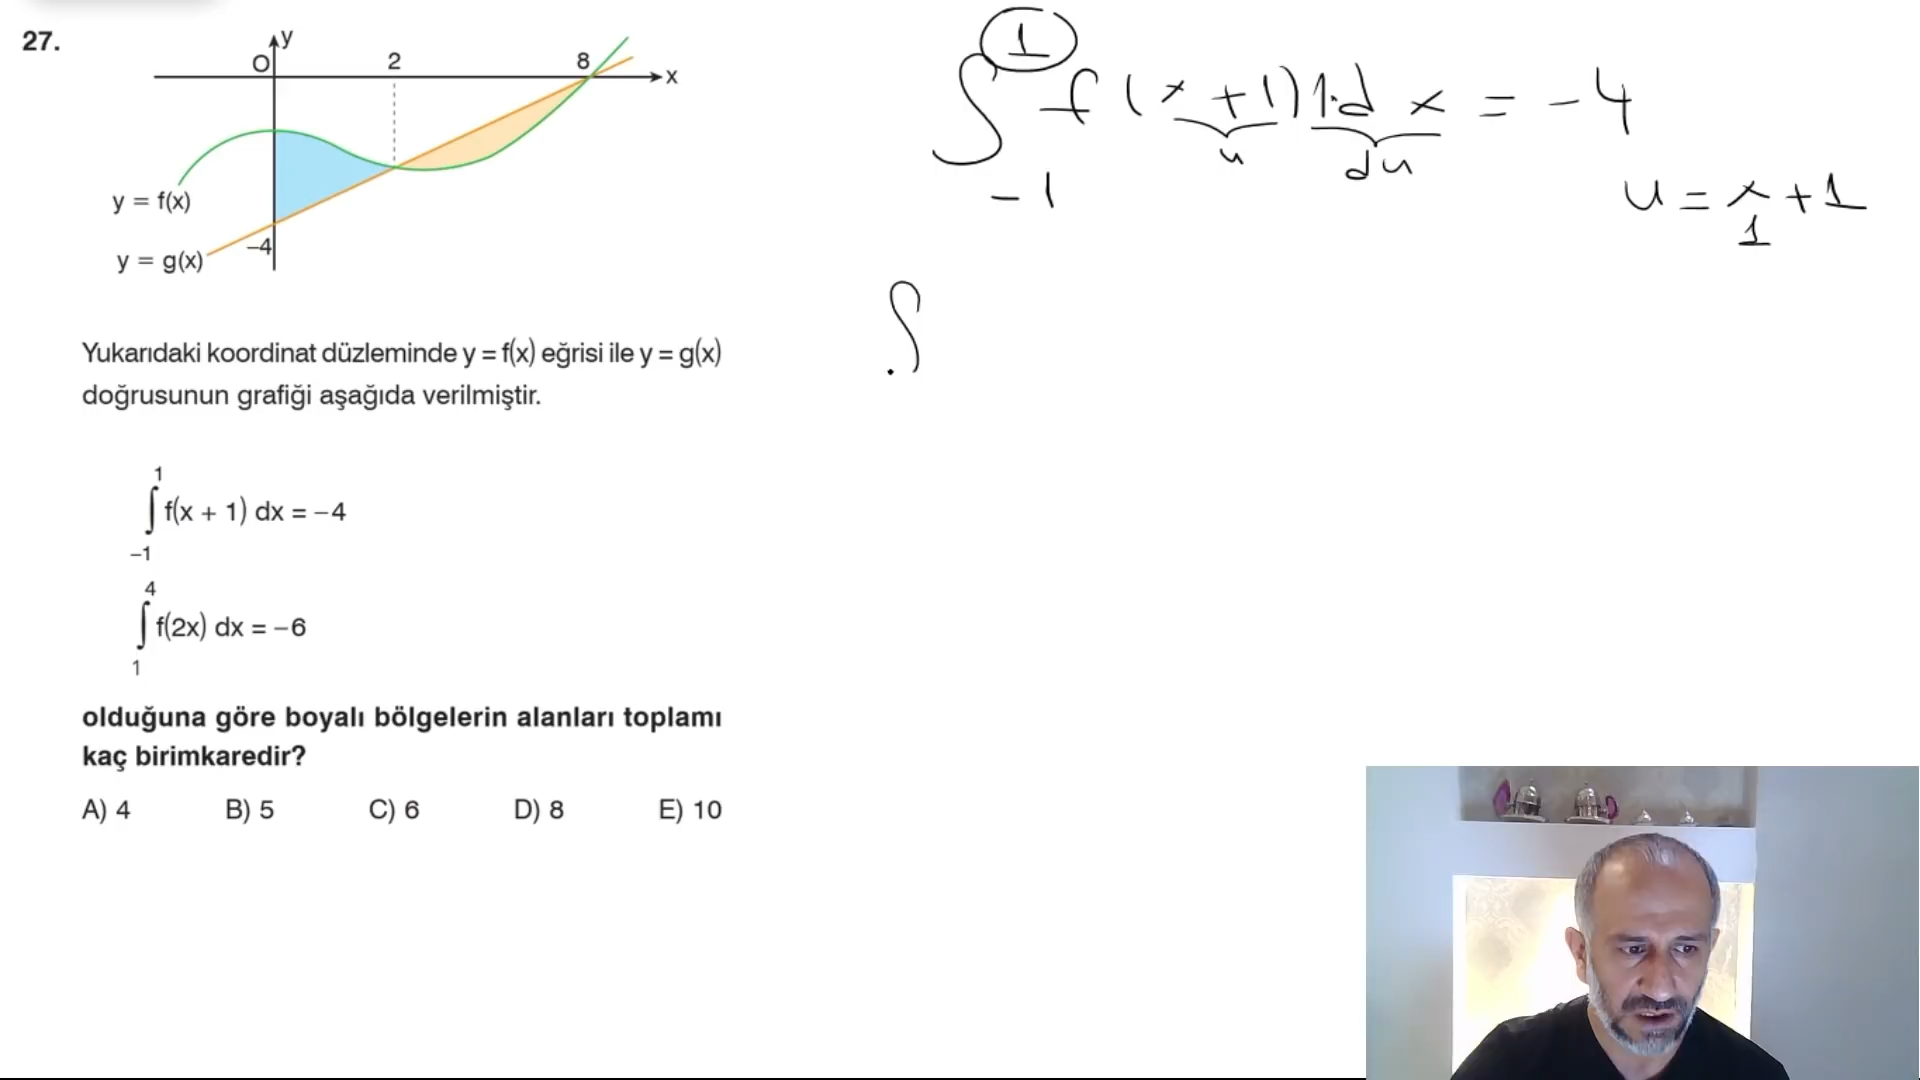 27.
y
O 2 8
x
y = f(x)
–4
y = g(x)
Yukarıdaki koordinat düzleminde y = f(x) eğrisi ile y = g(x)
doğrusunun grafiği aşağıda verilmiştir.
1
∫ f(x + 1) dx = –4
–1
4
∫ f(2x) dx = –6
1
olduğuna göre boyalı bölgelerin alanları toplamı
kaç birimkaredir?
A) 4 B) 5 C) 6 D) 8 E) 10
1
∫ f(x+1) 1.dx = -4
u du
-1
u = x+1
1
∫